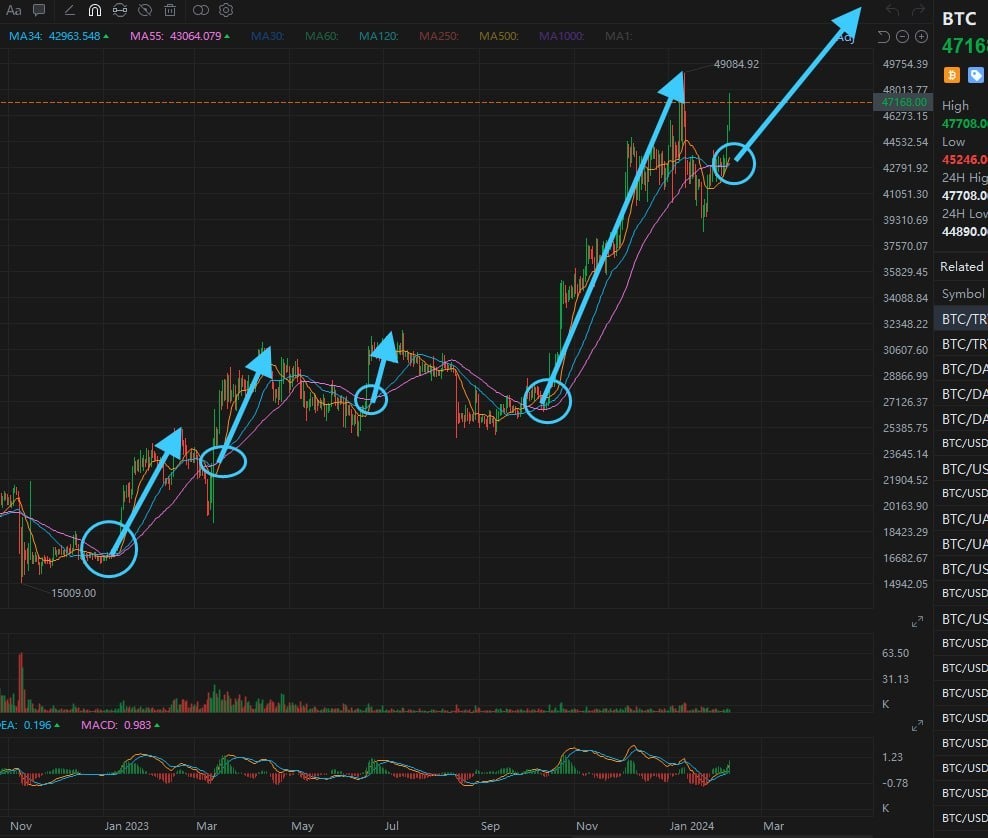 Aa
BTC
MA34: 42963.548 MA55: 43064.079 MA30: MA60: MA120: MA250: MA500: MA1000: MA1:
Adj
47168
49754.39
49084.92
48013.77
47168.00
46273.15
44532.54
42791.92
41051.30
39310.69
37570.07
35829.45
34088.84
32348.22
30607.60
28866.99
27126.37
25385.75
23645.14
21904.52
20163.90
18423.29
16682.67
14942.05
15009.00
High
47708.0
Low
45246.0
24H Hig
47708.0
24H Low
44890.0
Related
Symbol
BTC/TR
BTC/TR
BTC/DA
BTC/DA
BTC/DA
BTC/USD
BTC/US
BTC/USD
BTC/UA
BTC/UA
BTC/US
BTC/USD
BTC/US
BTC/USD
BTC/USD
BTC/USD
BTC/USD
BTC/USD
BTC/USD
BTC/USD
BTC/USD
63.50
31.13
K
DEA: 0.196 MACD: 0.983
1.23
-0.78
K
Nov Jan 2023 Mar May Jul Sep Nov Jan 2024 Mar